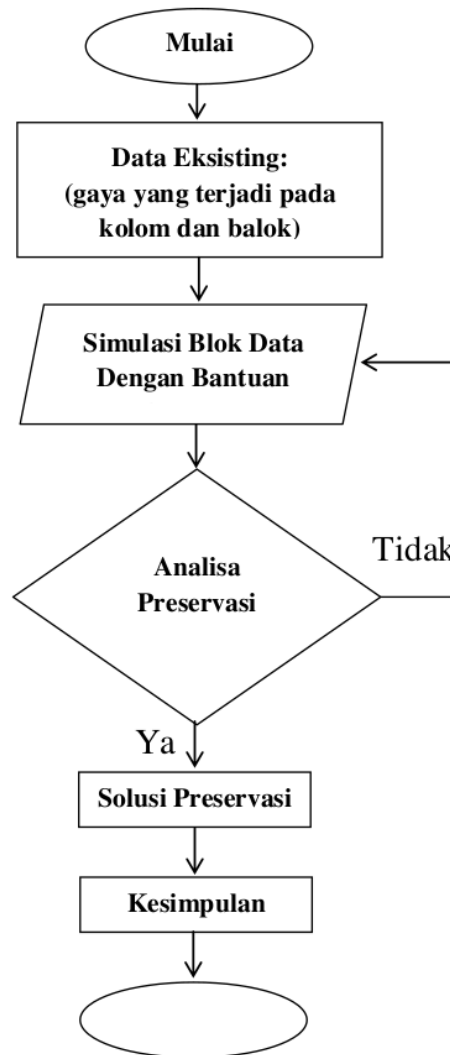 Mulai
Data Eksisting:
(gaya yang terjadi pada
kolom dan balok)
Simulasi Blok Data
Dengan Bantuan
Analisa
Preservasi
Tidak
Ya
Solusi Preservasi
Kesimpulan